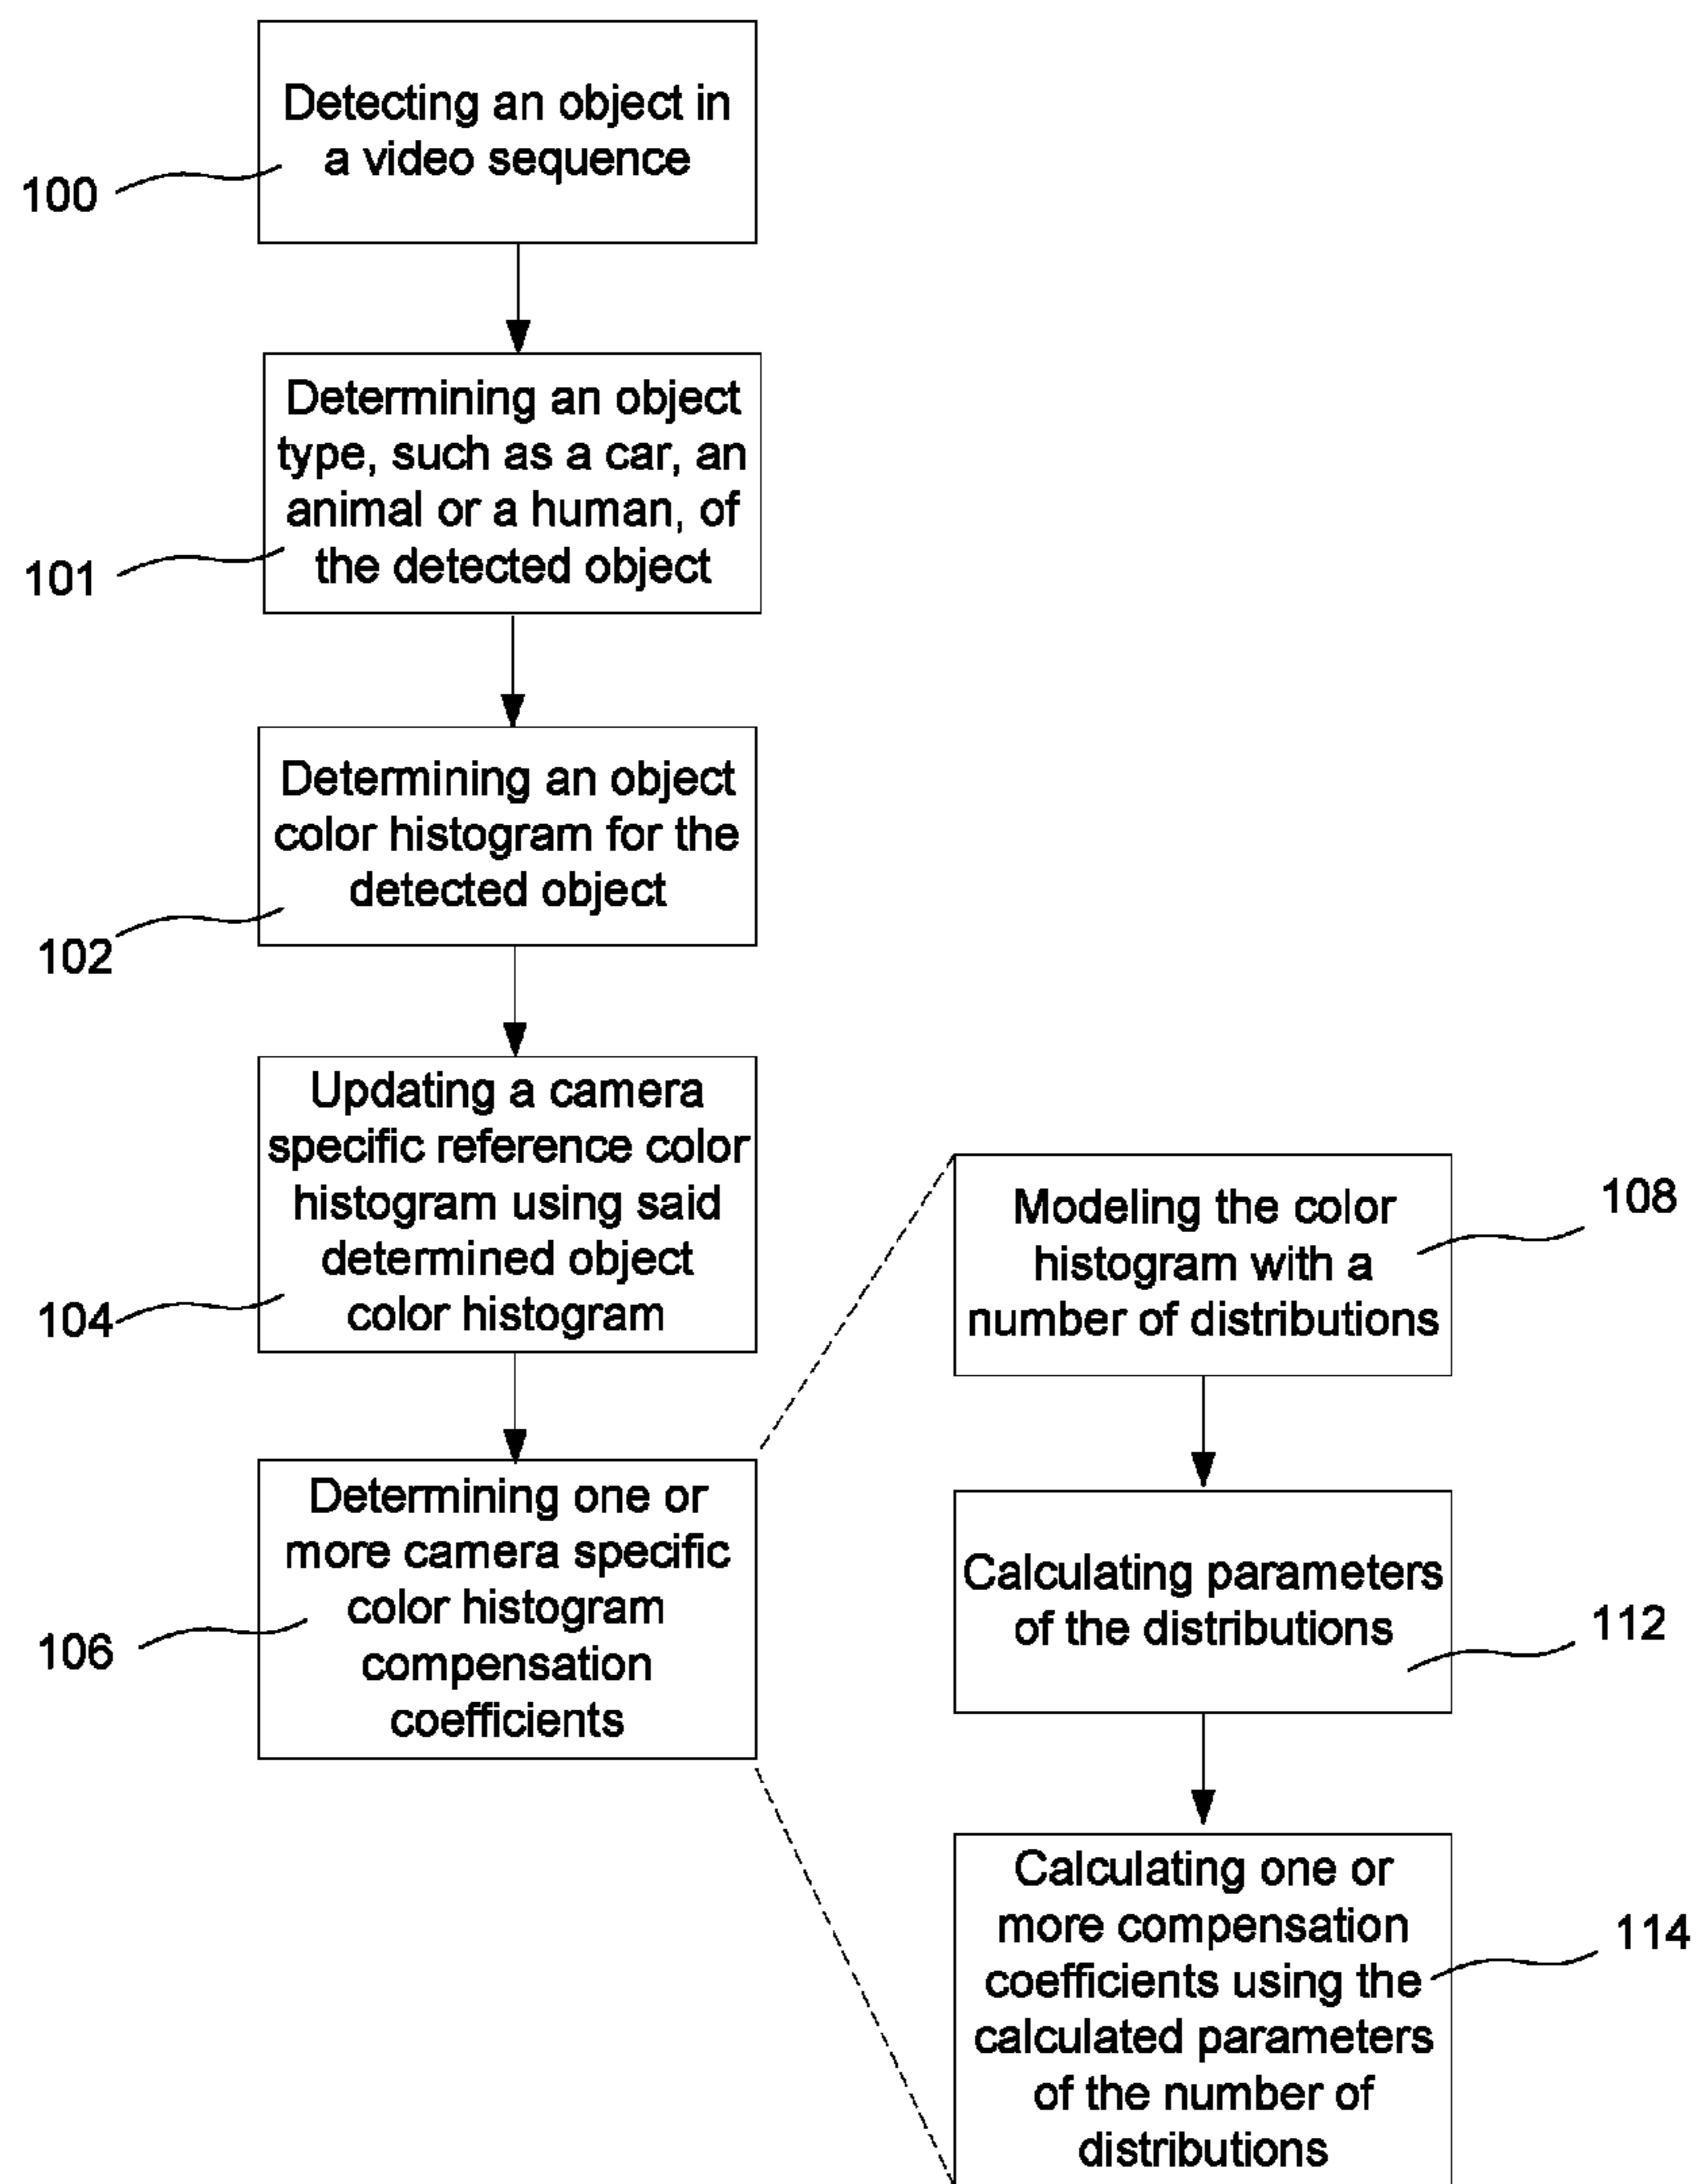 Detecting an object in
a video sequence
100
Determining an object
type, such as a car, an
animal or a human, of
the detected object
101
Determining an object
color histogram for the
detected object
102
Updating a camera
specific reference color
histogram using said
determined object
color histogram
104
Determining one or
more camera specific
color histogram
compensation
coefficients
106
Modeling the color
histogram with a
number of distributions
108
Calculating parameters
of the distributions
112
Calculating one or
more compensation
coefficients using the
calculated parameters
of the number of
distributions
114